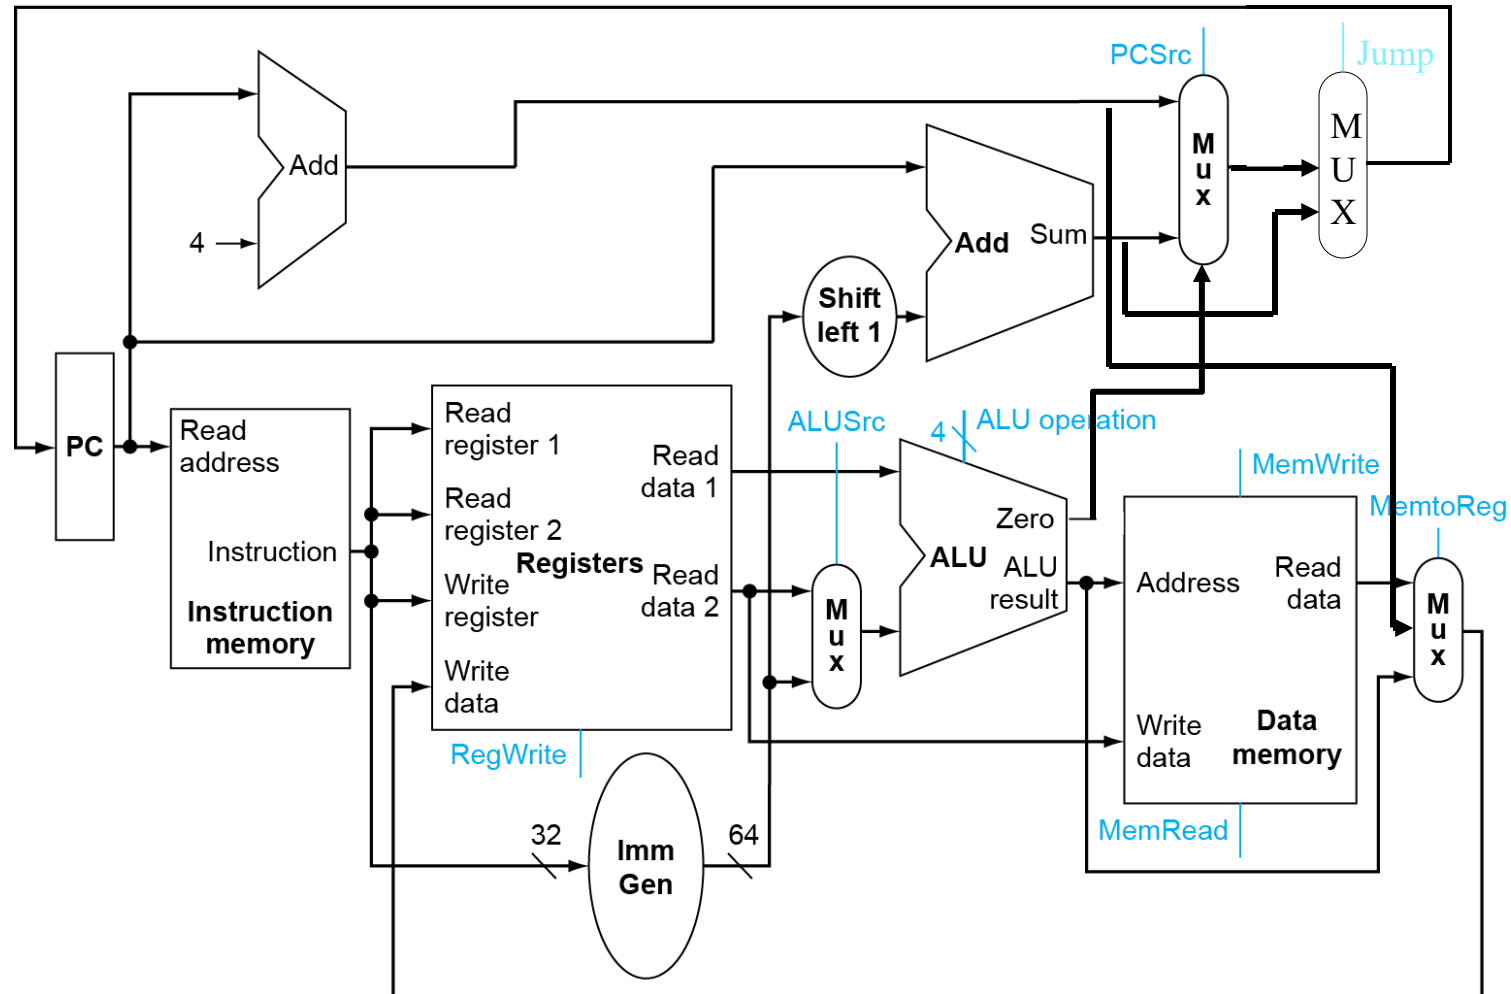 PCSrc
Jump
Add
4
M
u
x
M
U
X
Add
Sum
Shift
left 1
PC
Read
address
Instruction
Instruction
memory
Read
register 1
Read
register 2
Registers
Write
register
Write
data
Read
data 1
Read
data 2
RegWrite
ALUSrc
M
u
x
4
ALU operation
Zero
ALU
ALU
result
MemWrite
MemtoReg
Address
Read
data
Write
data
Data
memory
MemRead
M
u
x
32
Imm
Gen
64